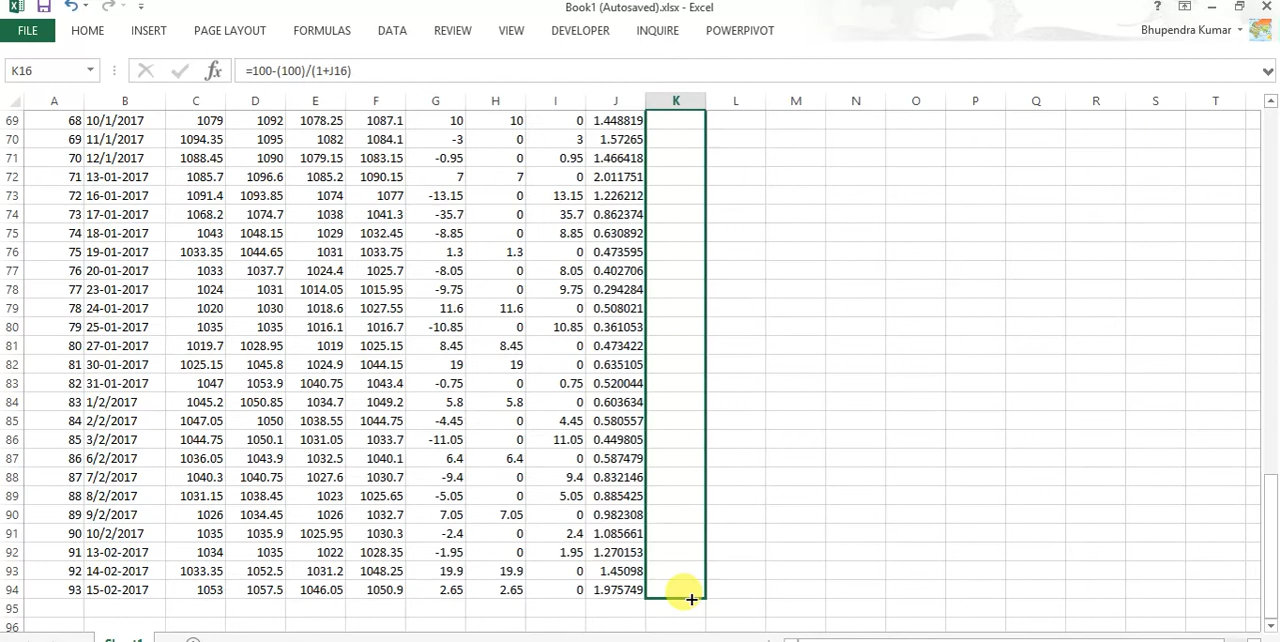 Book1 (Autosaved).xlsx - Excel
FILE HOME INSERT PAGE LAYOUT FORMULAS DATA REVIEW VIEW DEVELOPER INQUIRE POWERPIVOT Bhupendra Kumar
K16 fx =100-(100)/(1+J16)
A B C D E F G H I J K L M N O P Q R S T
69 68 10/1/2017 1079 1092 1078.25 1087.1 10 10 0 1.448819
70 69 11/1/2017 1094.35 1095 1082 1084.1 -3 0 3 1.57265
71 70 12/1/2017 1088.45 1090 1079.15 1083.15 -0.95 0 0.95 1.466418
72 71 13-01-2017 1085.7 1096.6 1085.2 1090.15 7 7 0 2.011751
73 72 16-01-2017 1091.4 1093.85 1074 1077 -13.15 0 13.15 1.226212
74 73 17-01-2017 1068.2 1074.7 1038 1041.3 -35.7 0 35.7 0.862374
75 74 18-01-2017 1043 1048.15 1029 1032.45 -8.85 0 8.85 0.630892
76 75 19-01-2017 1033.35 1044.65 1031 1033.75 1.3 1.3 0 0.473595
77 76 20-01-2017 1033 1037.7 1024.4 1025.7 -8.05 0 8.05 0.402706
78 77 23-01-2017 1024 1031 1014.05 1015.95 -9.75 0 9.75 0.294284
79 78 24-01-2017 1020 1030 1018.6 1027.55 11.6 11.6 0 0.508021
80 79 25-01-2017 1035 1035 1016.1 1016.7 -10.85 0 10.85 0.361053
81 80 27-01-2017 1019.7 1028.95 1019 1025.15 8.45 8.45 0 0.473422
82 81 30-01-2017 1025.15 1045.8 1024.9 1044.15 19 19 0 0.635105
83 82 31-01-2017 1047 1053.9 1040.75 1043.4 -0.75 0 0.75 0.520044
84 83 1/2/2017 1045.2 1050.85 1034.7 1049.2 5.8 5.8 0 0.603634
85 84 2/2/2017 1047.05 1050 1038.55 1044.75 -4.45 0 4.45 0.580557
86 85 3/2/2017 1044.75 1050.1 1031.05 1033.7 -11.05 0 11.05 0.449805
87 86 6/2/2017 1036.05 1043.9 1032.5 1040.1 6.4 6.4 0 0.587479
88 87 7/2/2017 1040.3 1040.75 1027.6 1030.7 -9.4 0 9.4 0.832146
89 88 8/2/2017 1031.15 1038.45 1023 1025.65 -5.05 0 5.05 0.885425
90 89 9/2/2017 1026 1034.45 1026 1032.7 7.05 7.05 0 0.982308
91 90 10/2/2017 1035 1035.9 1025.95 1030.3 -2.4 0 2.4 1.085661
92 91 13-02-2017 1034 1035 1022 1028.35 -1.95 0 1.95 1.270153
93 92 14-02-2017 1033.35 1052.5 1031.2 1048.25 19.9 19.9 0 1.45098
94 93 15-02-2017 1053 1057.5 1046.05 1050.9 2.65 2.65 0 1.975749
95
96
Sheet1